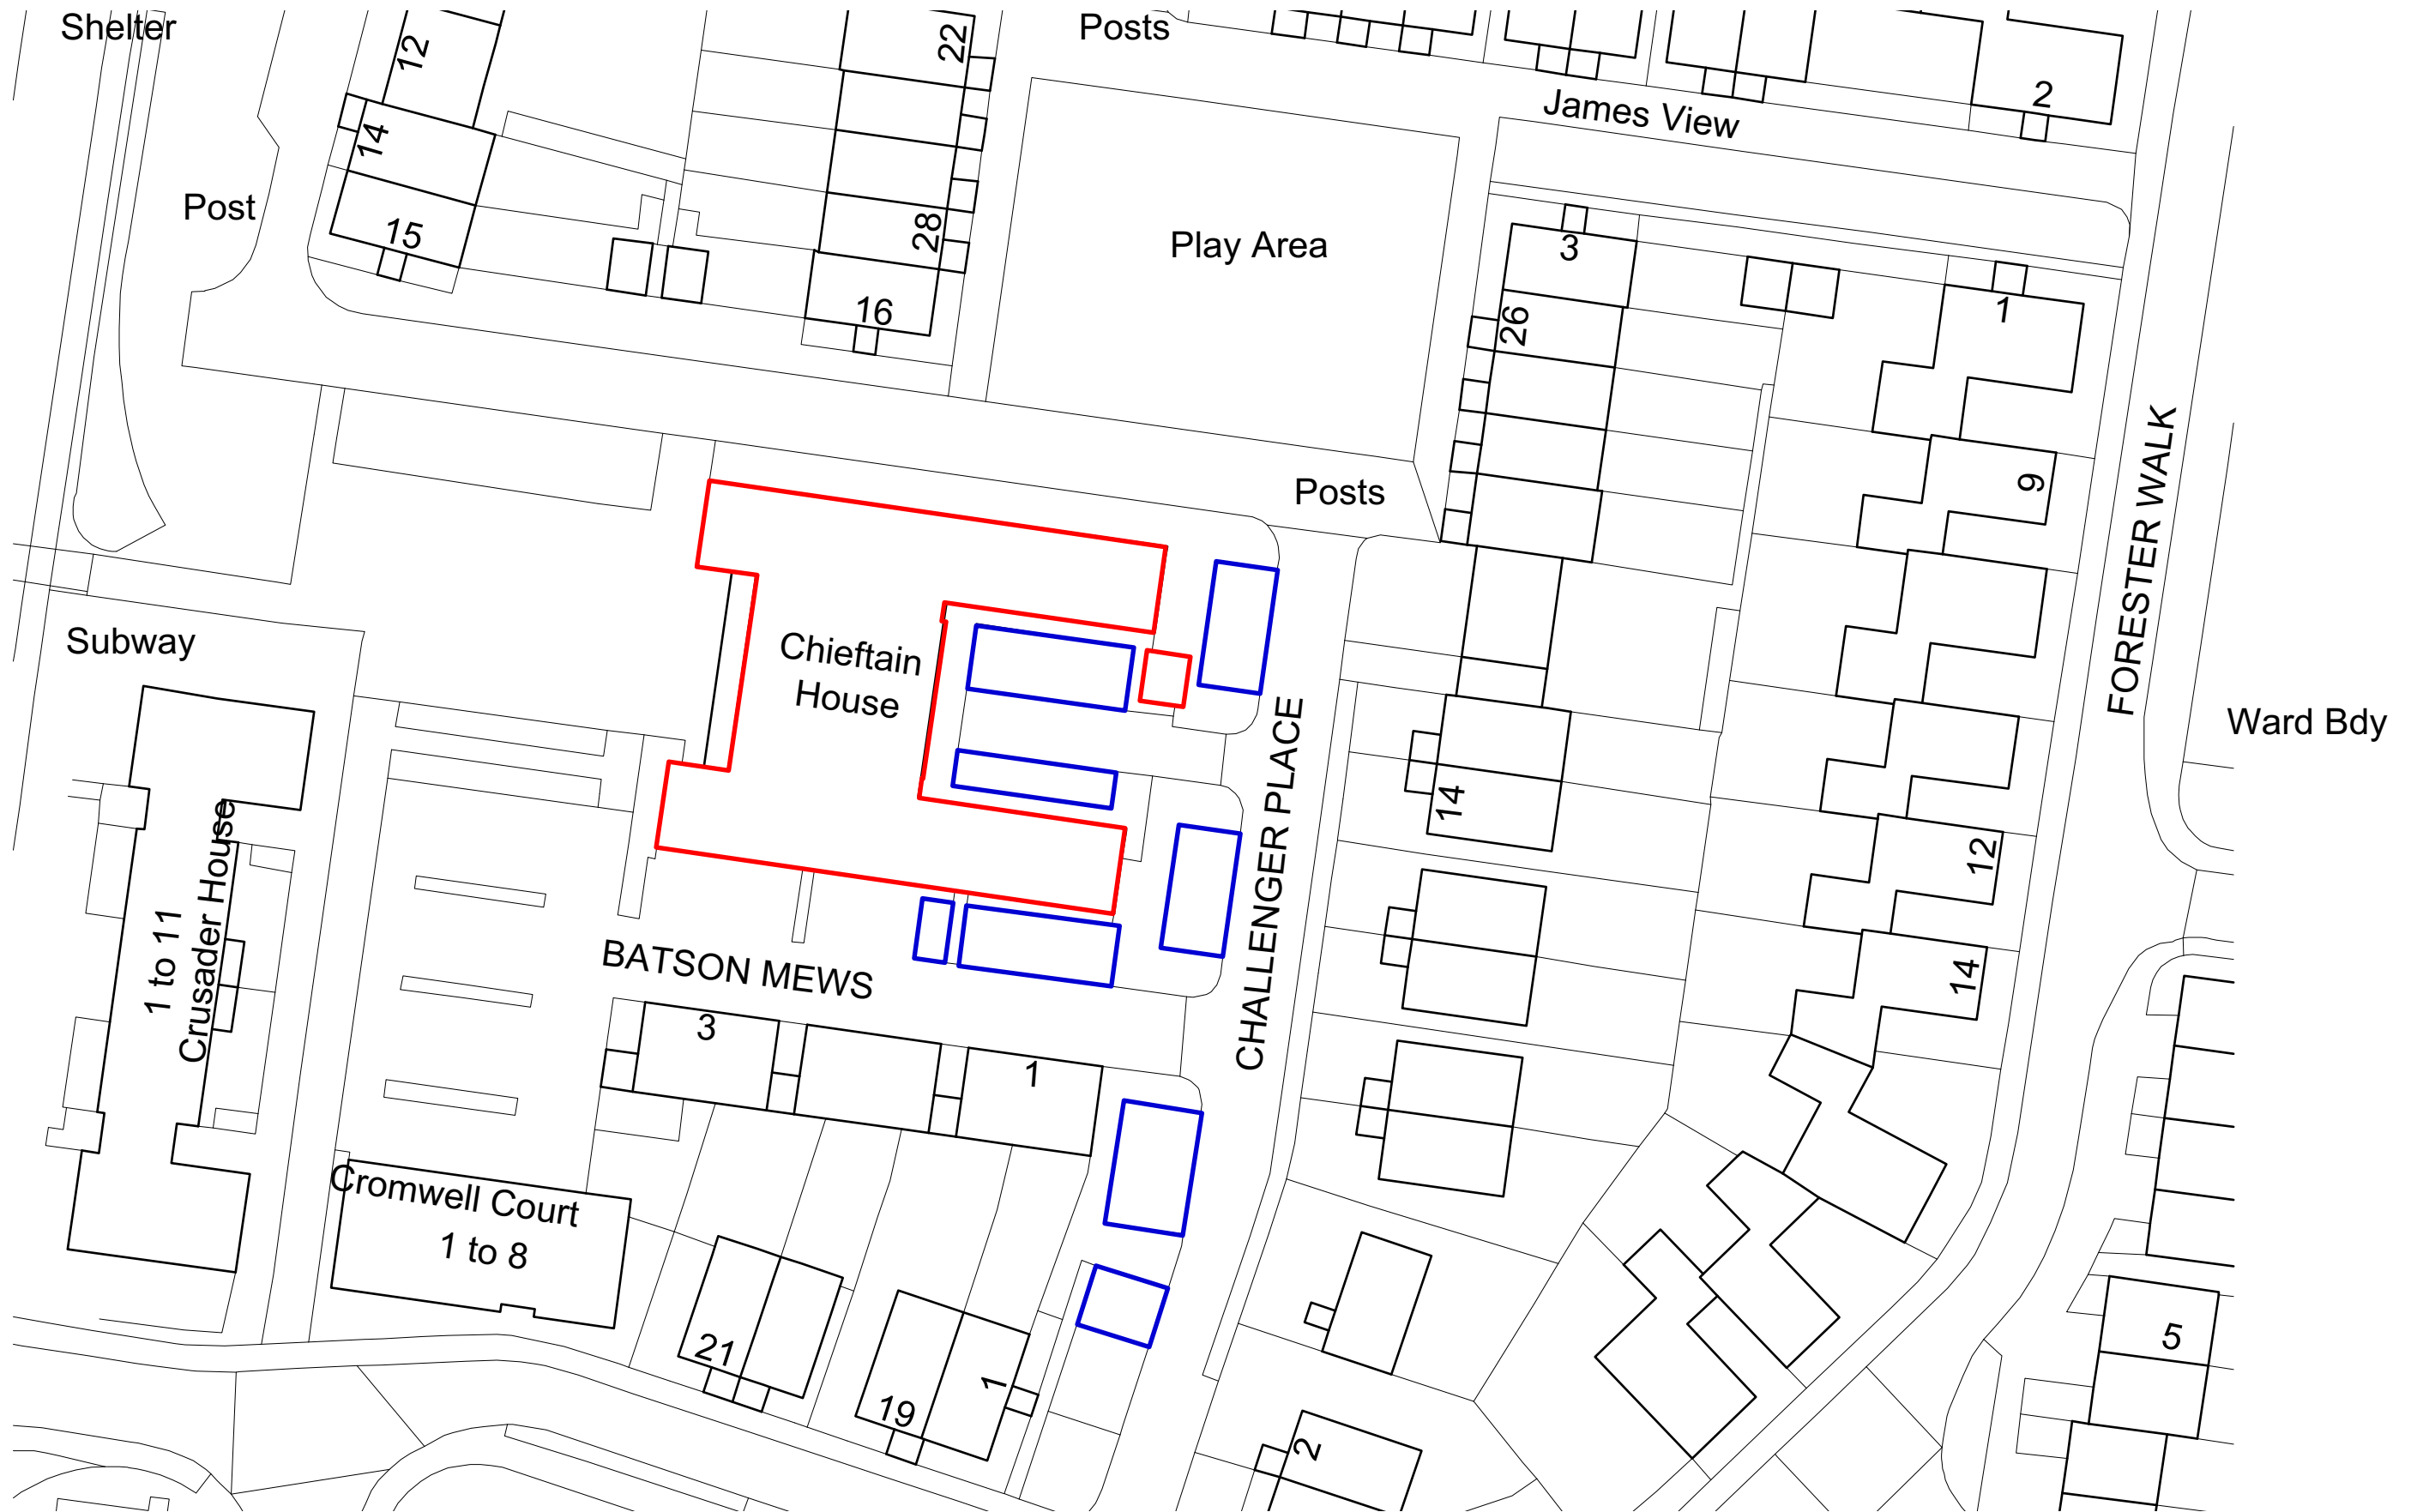 Shelter
12
22
Posts
2
James View
14
Post
15
28
Play Area
3
16
26
1
9
Posts
FORESTER WALK
Subway
Chieftain
House
Ward Bdy
CHALLENGER PLACE
14
12
1 to 11
Crusader House
BATSON MEWS
14
3
1
Cromwell Court
1 to 8
21
19
1
2
5